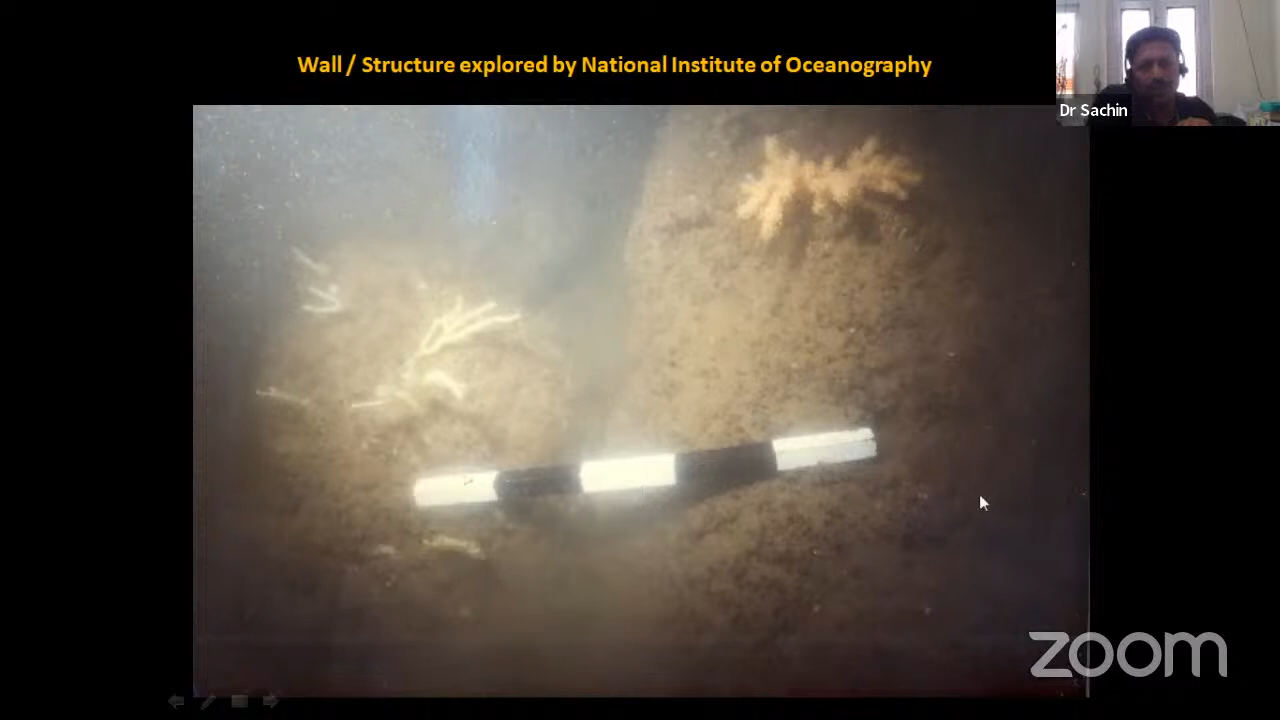 Wall / Structure explored by National Institute of Oceanography
Dr Sachin
zoom